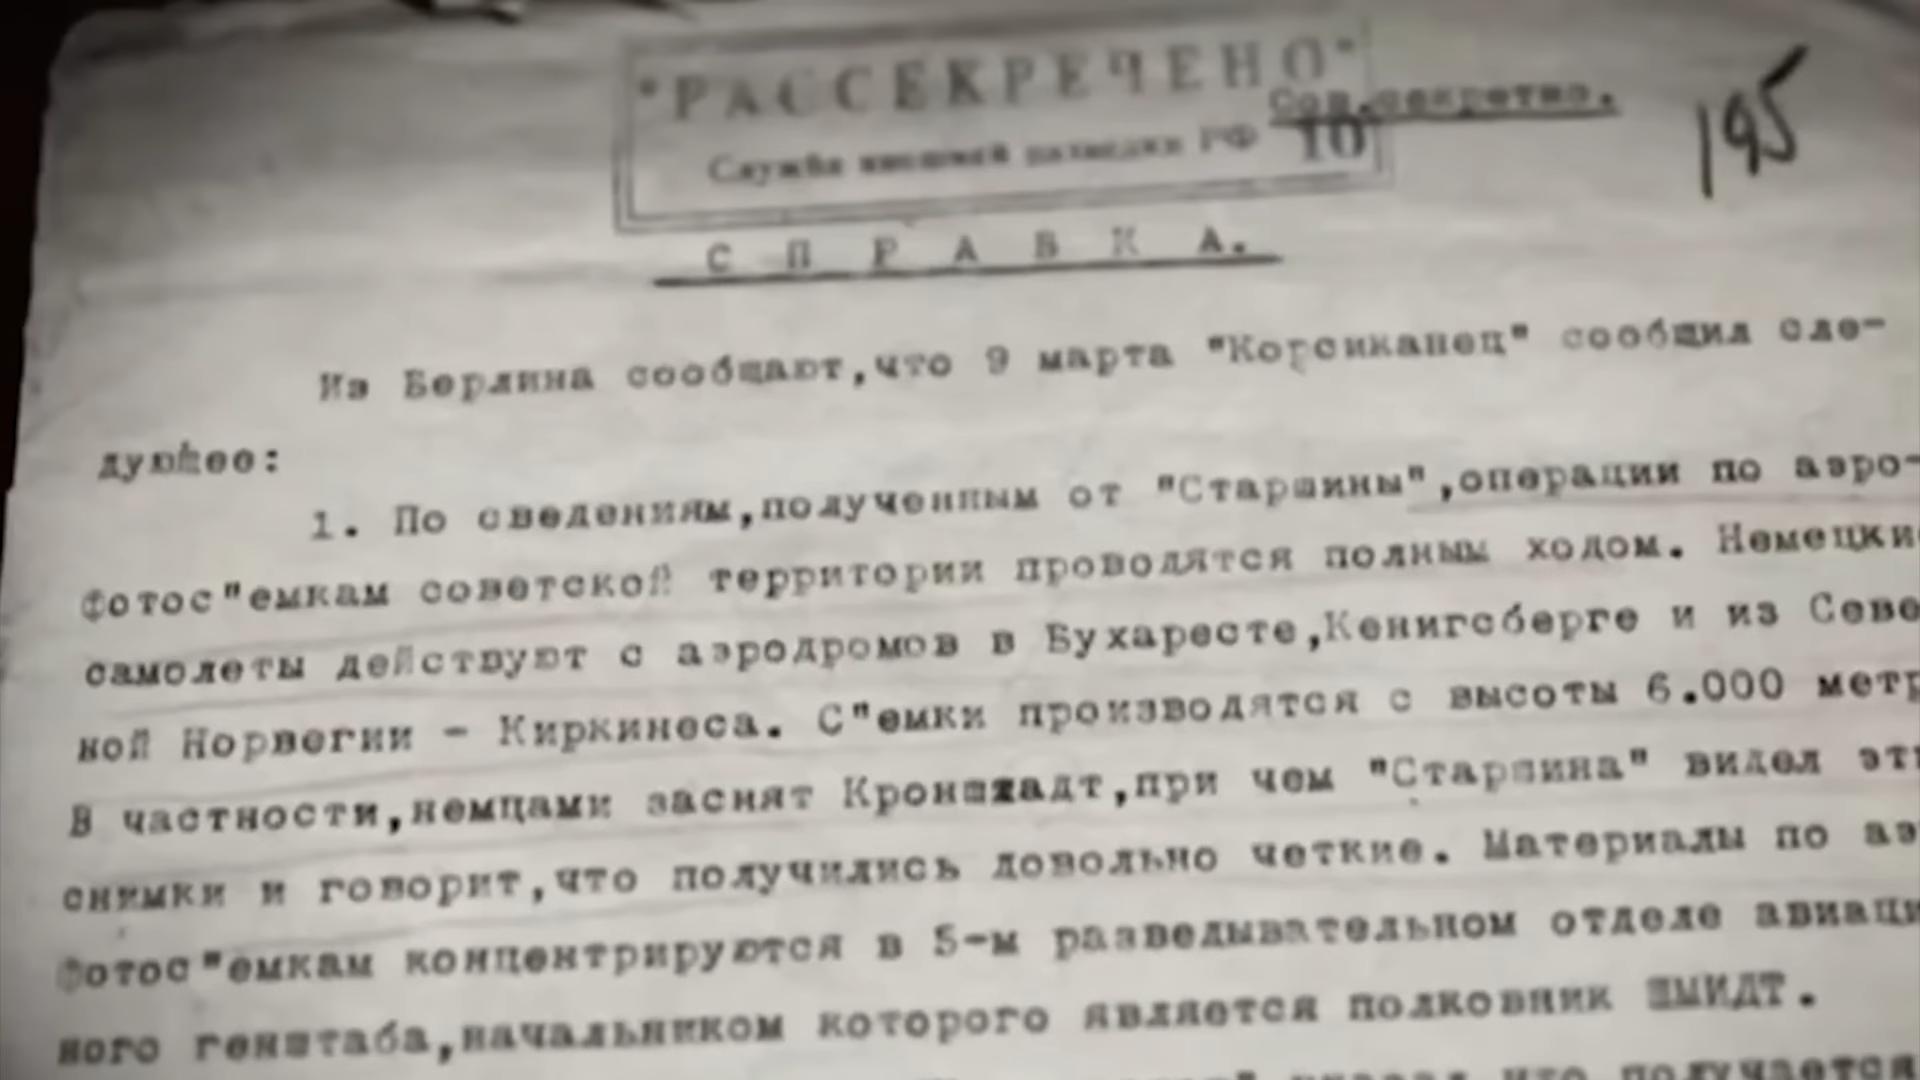 "РАССЕКРЕЧЕНО"
Сов.секретно.
195
Служба внешней разведки РФ 10
С П Р А В К А.
Из Берлина сообщают,что 9 марта "Корсиканец" сообщил сле-
дующее:
1. По сведениям,полученным от "Старшины",операции по аэро-
фотос"емкам советской территории проводятся полным ходом. Немецкие
самолеты действуют с аэродромов в Бухаресте,Кенигсберге и из Севе
ной Норвегии - Киркинеса. С"емки производятся с высоты 6.000 метр
В частности,немцами заснят Кронштадт,при чем "Старшина" видел эти
снимки и говорит,что получились довольно четкие. Материалы по аэ
фотос"емкам концентрируются в 5-м разведывательном отделе авиаци
ного генштаба,начальником которого является полковник ШМИДТ.
что получается